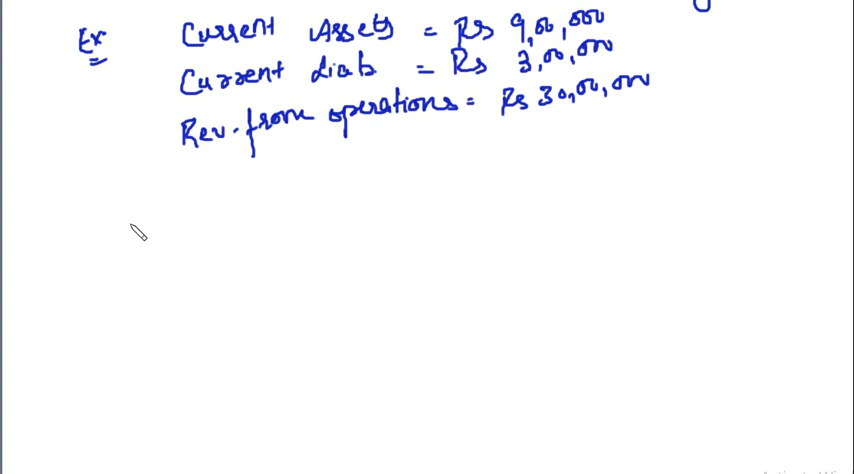 Ex Current Assets = Rs 9,00,000
Current liab = Rs 3,00,000
Rev. from operations = Rs 30,00,000